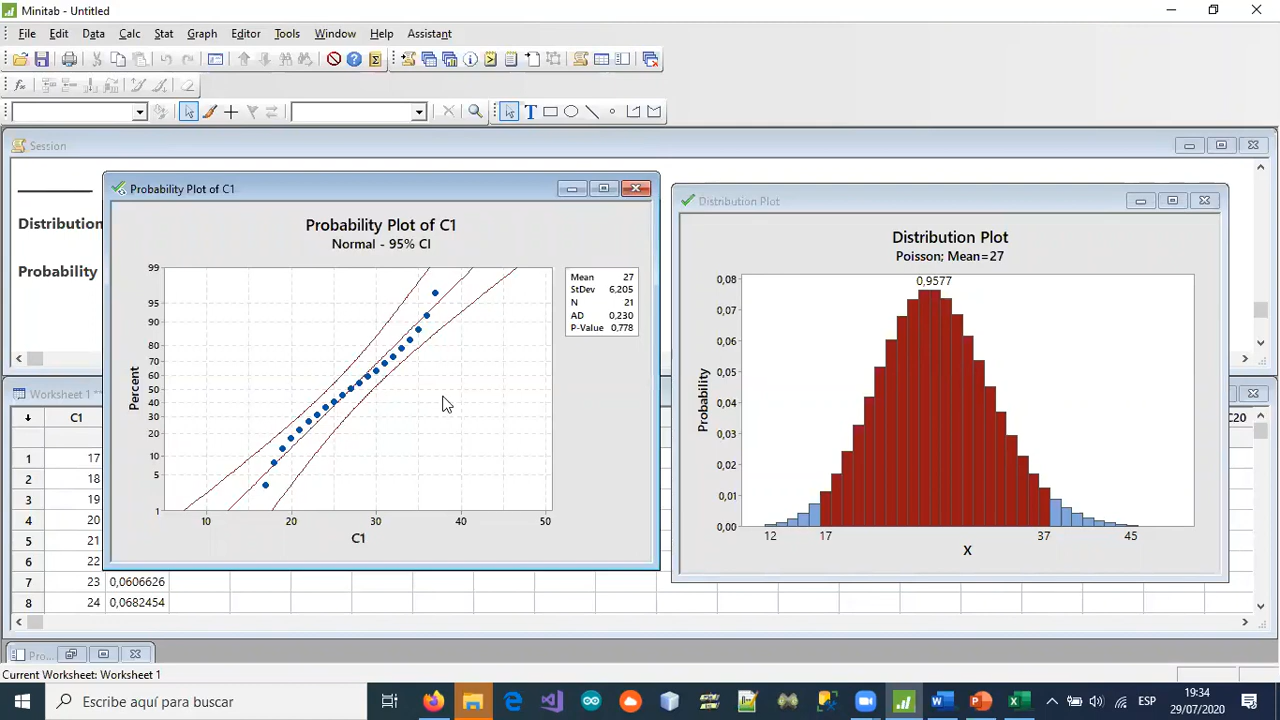 Minitab - Untitled
File Edit Data Calc Stat Graph Editor Tools Window Help Assistant
Session
Distribution
Probability
Probability Plot of C1
Probability Plot of C1
Normal - 95% CI
99
95
90
80
70
60
50
40
30
20
10
5
1
Percent
10 20 30 40 50
C1
Mean 27
StDev 6,205
N 21
AD 0,230
P-Value 0,778
Distribution Plot
Distribution Plot
Poisson; Mean=27
0,9577
0,08
0,07
0,06
0,05
0,04
0,03
0,02
0,01
0,00
Probability
12 17 37 45
X
Worksheet 1
C1 C20
1 17
2 18
3 19
4 20
5 21
6 22
7 23 0,0606626
8 24 0,0682454
Pro...
Current Worksheet: Worksheet 1
Escribe aquí para buscar
ESP
19:34
29/07/2020